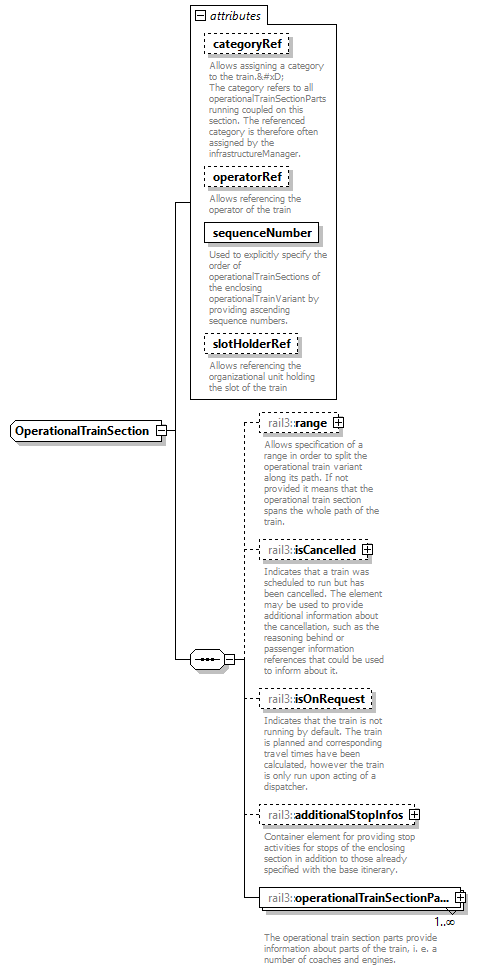 attributes
categoryRef
Allows assigning a category
to the train.&#xD;
The category refers to all
operationalTrainSectionParts
running coupled on this
section. The referenced
category is therefore often
assigned by the
infrastructureManager.
operatorRef
Allows referencing the
operator of the train
sequenceNumber
Used to explicitly specify the
order of
operationalTrainSections of
the enclosing
operationalTrainVariant by
providing ascending
sequence numbers.
slotHolderRef
Allows referencing the
organizational unit holding
the slot of the train
OperationalTrainSection
rail3::range
Allows specification of a
range in order to split the
operational train variant
along its path. If not
provided it means that the
operational train section
spans the whole path of the
train.
rail3::isCancelled
Indicates that a train was
scheduled to run but has
been cancelled. The element
may be used to provide
additional information about
the cancellation, such as the
reasoning behind or
passenger information
references that could be used
to inform about it.
rail3::isOnRequest
Indicates that the train is not
running by default. The train
is planned and corresponding
travel times have been
calculated, however the train
is only run upon acting of a
dispatcher.
rail3::additionalStopInfos
Container element for providing stop
activities for stops of the enclosing
section in addition to those already
specified with the base itinerary.
rail3::operationalTrainSectionPa...
1..∞
The operational train section parts provide
information about parts of the train, i. e. a
number of coaches and engines.